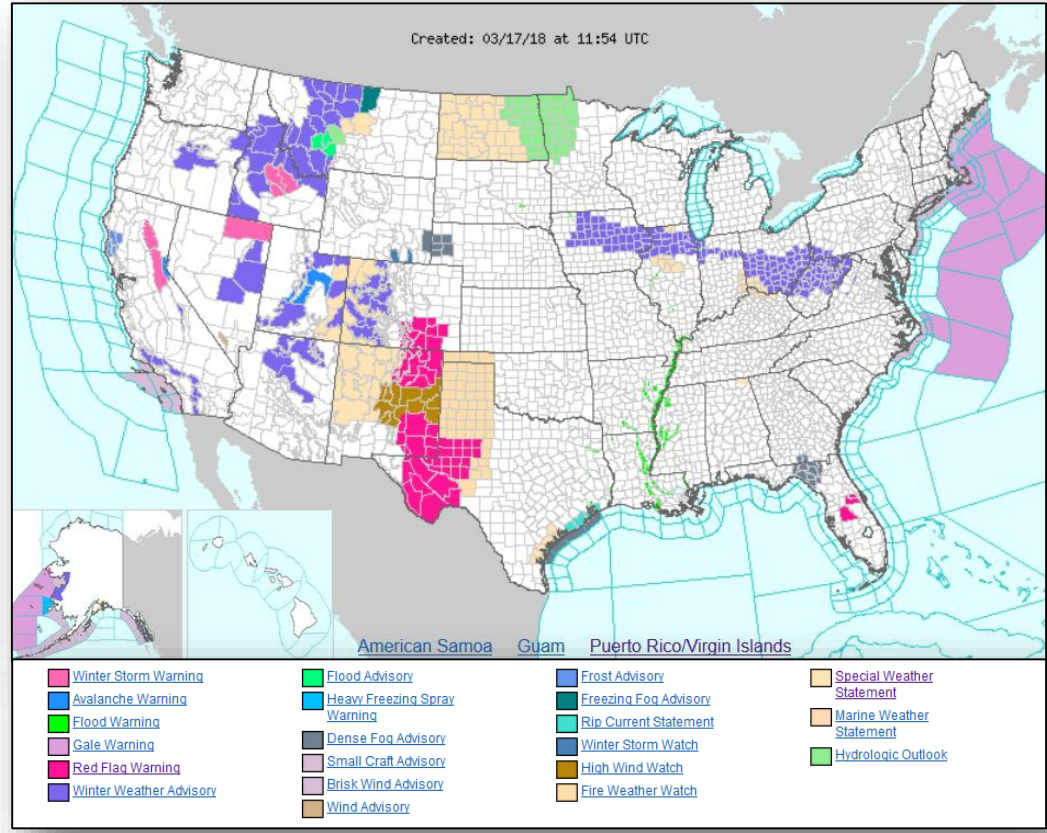 Created: 03/17/18 at 11:54 UTC
American Samoa Guam Puerto Rico/Virgin Islands
Winter Storm Warning
Avalanche Warning
Flood Warning
Gale Warning
Red Flag Warning
Winter Weather Advisory
Flood Advisory
Heavy Freezing Spray
Warning
Dense Fog Advisory
Small Craft Advisory
Brisk Wind Advisory
Wind Advisory
Frost Advisory
Freezing Fog Advisory
Rip Current Statement
Winter Storm Watch
High Wind Watch
Fire Weather Watch
Special Weather
Statement
Marine Weather
Statement
Hydrologic Outlook